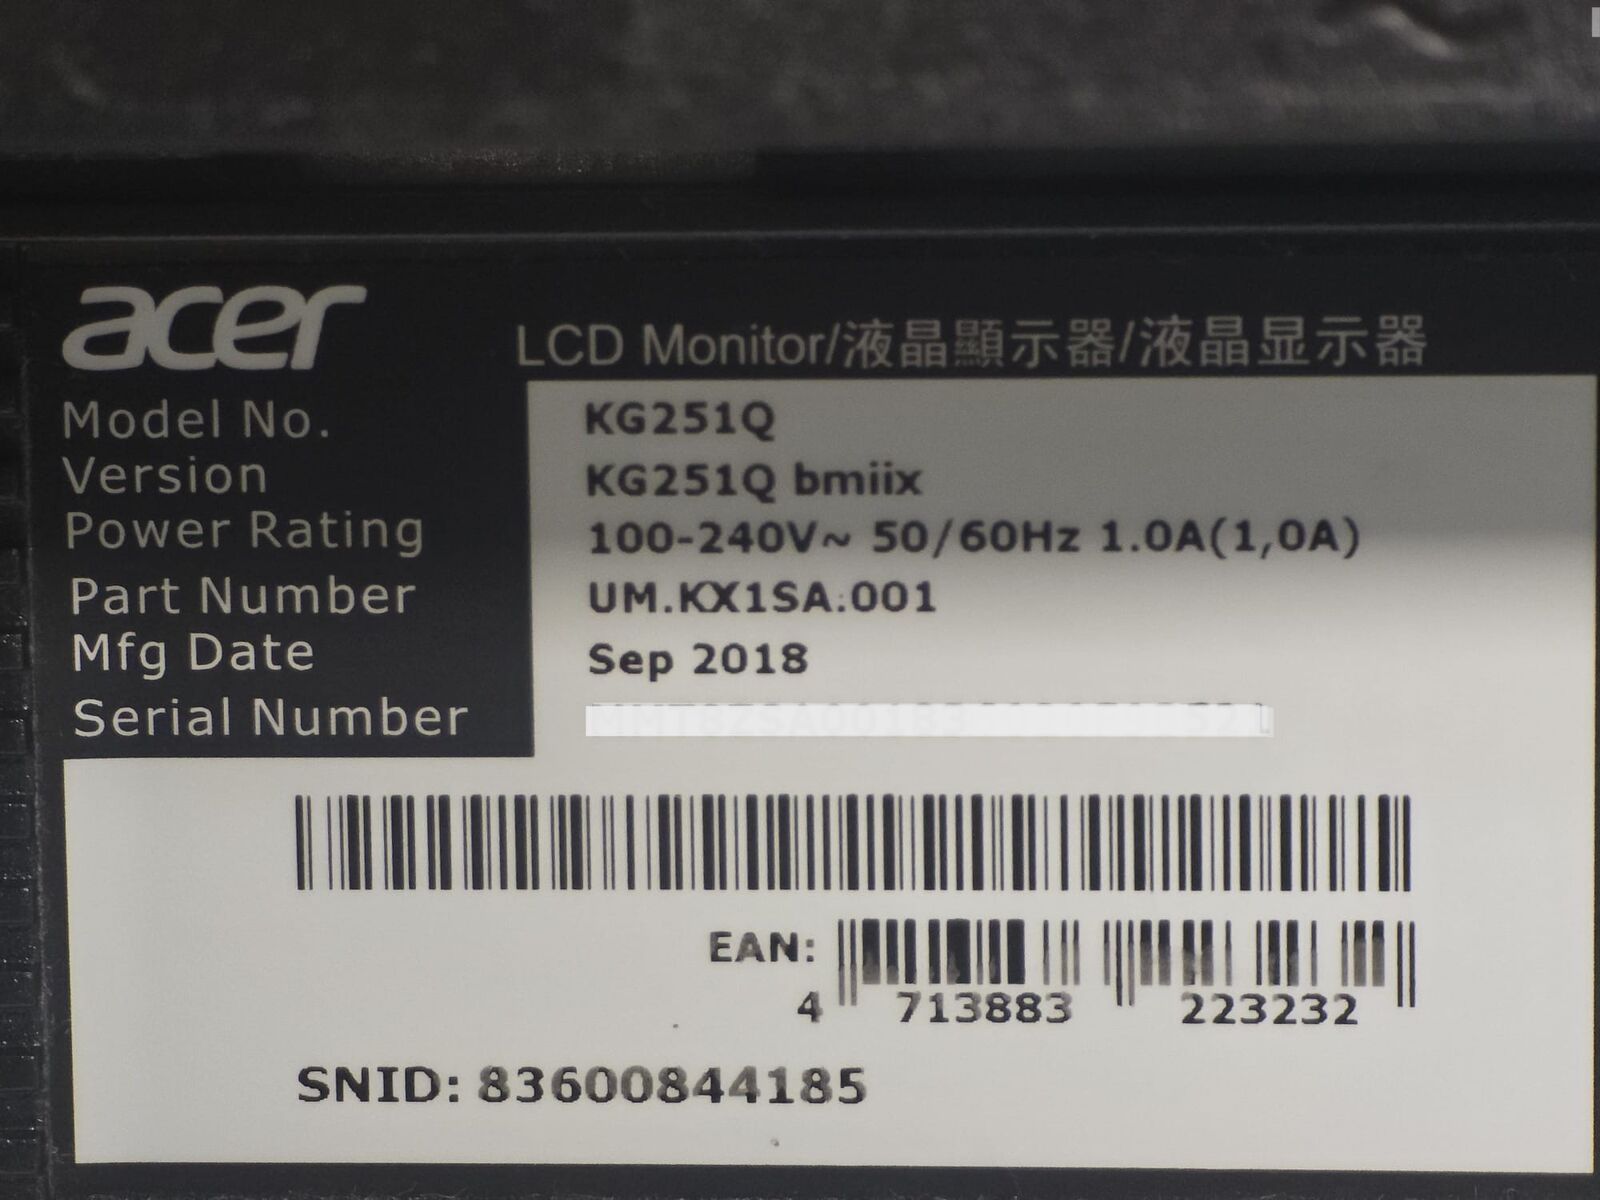 acer
LCD Monitor/液晶顯示器/液晶显示器
Model No. KG251Q
Version KG251Q bmiix
Power Rating 100-240V~ 50/60Hz 1.0A(1,0A)
Part Number UM.KX1SA.001
Mfg Date Sep 2018
Serial Number
EAN:
4 713883 223232
SNID: 83600844185